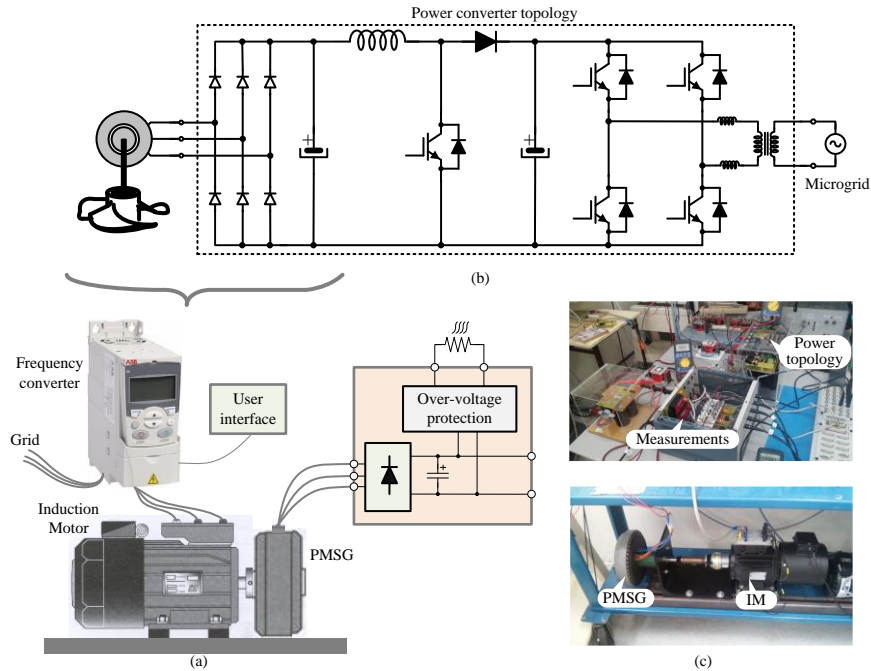 Power converter topology
Microgrid
(b)
Frequency
converter
ABB
User
interface
Grid
Induction
Motor
PMSG
(a)
Over-voltage
protection
Power
topology
Measurements
PMSG
IM
(c)